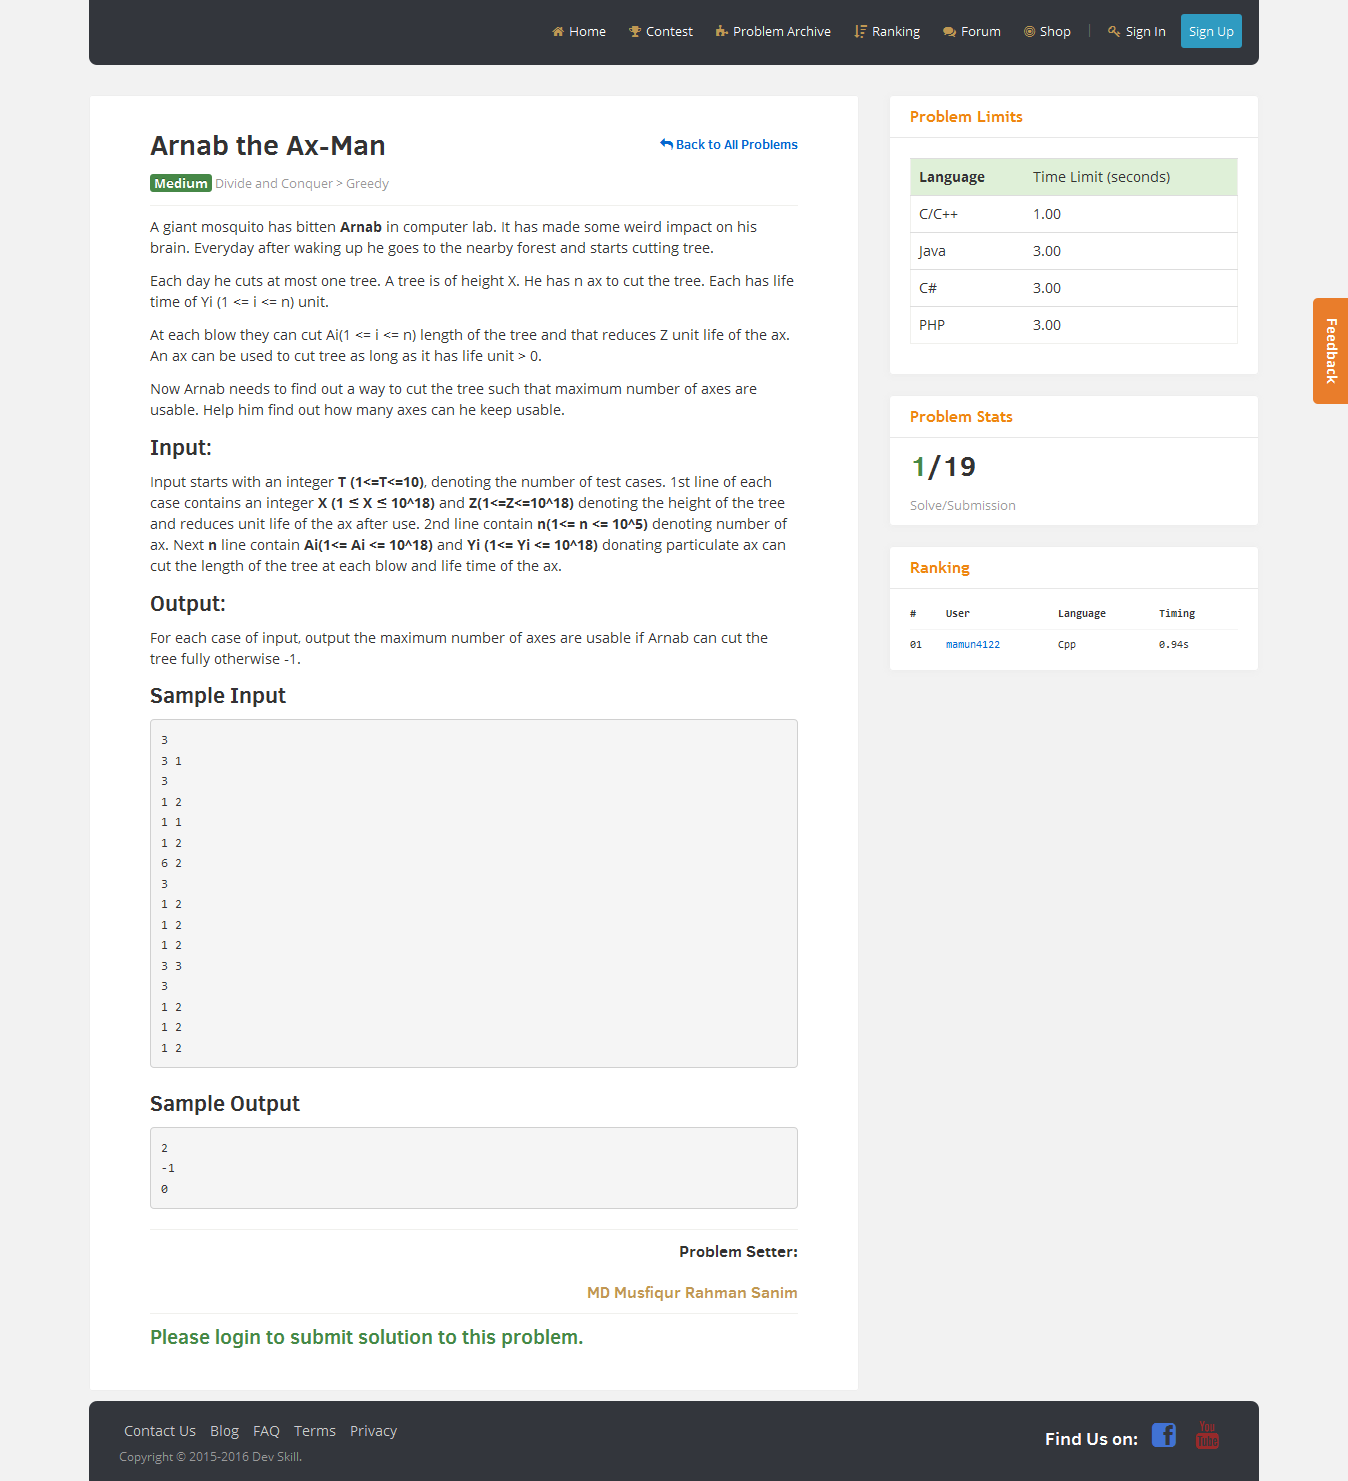 Home Contest Problem Archive Ranking Forum Shop | Sign In Sign Up
Arnab the Ax-Man
Back to All Problems
Medium Divide and Conquer > Greedy
A giant mosquito has bitten Arnab in computer lab. It has made some weird impact on his
brain. Everyday after waking up he goes to the nearby forest and starts cutting tree.
Each day he cuts at most one tree. A tree is of height X. He has n ax to cut the tree. Each has life
time of Yi (1 <= i <= n) unit.
At each blow they can cut Ai(1 <= i <= n) length of the tree and that reduces Z unit life of the ax.
An ax can be used to cut tree as long as it has life unit > 0.
Now Arnab needs to find out a way to cut the tree such that maximum number of axes are
usable. Help him find out how many axes can he keep usable.
Input:
Input starts with an integer T (1<=T<=10), denoting the number of test cases. 1st line of each
case contains an integer X (1 ≤ X ≤ 10^18) and Z(1<=Z<=10^18) denoting the height of the tree
and reduces unit life of the ax after use. 2nd line contain n(1<= n <= 10^5) denoting number of
ax. Next n line contain Ai(1<= Ai <= 10^18) and Yi (1<= Yi <= 10^18) donating particulate ax can
cut the length of the tree at each blow and life time of the ax.
Output:
For each case of input, output the maximum number of axes are usable if Arnab can cut the
tree fully otherwise -1.
Sample Input
3
3 1
3
1 2
1 1
1 2
6 2
3
1 2
1 2
1 2
3 3
3
1 2
1 2
1 2
Sample Output
2
-1
0
Problem Setter:
MD Musfiqur Rahman Sanim
Please login to submit solution to this problem.
Problem Limits
Language Time Limit (seconds)
C/C++ 1.00
Java 3.00
C# 3.00
PHP 3.00
Problem Stats
1/19
Solve/Submission
Ranking
# User Language Timing
01 mamun4122 Cpp 0.94s
Feedback
Contact Us Blog FAQ Terms Privacy
Copyright © 2015-2016 Dev Skill.
Find Us on:
f
You
Tube